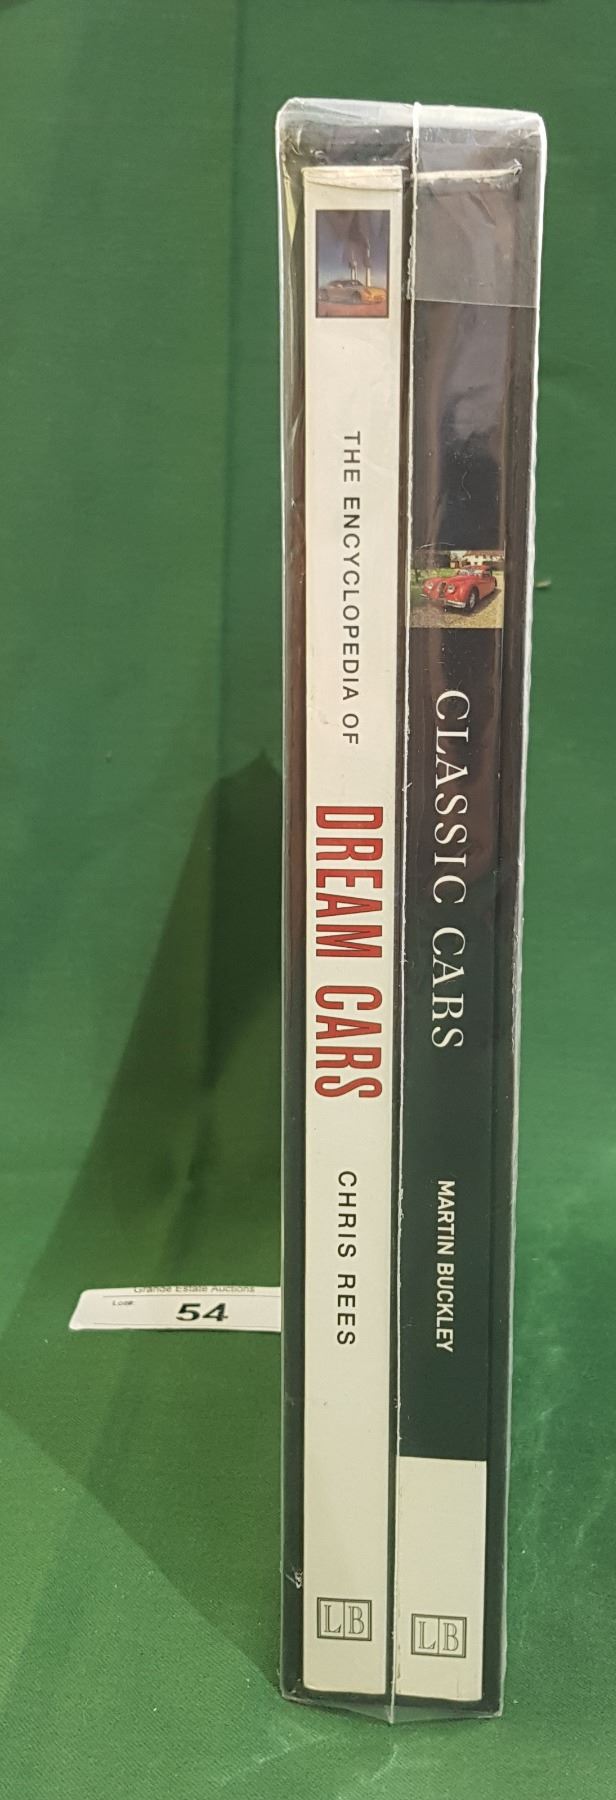 THE ENCYCLOPEDIA OF
DREAM CARS
CHRIS REES
LB
CLASSIC CARS
MARTIN BUCKLEY
LB
Grande Estate Auctions
Lot#:
54